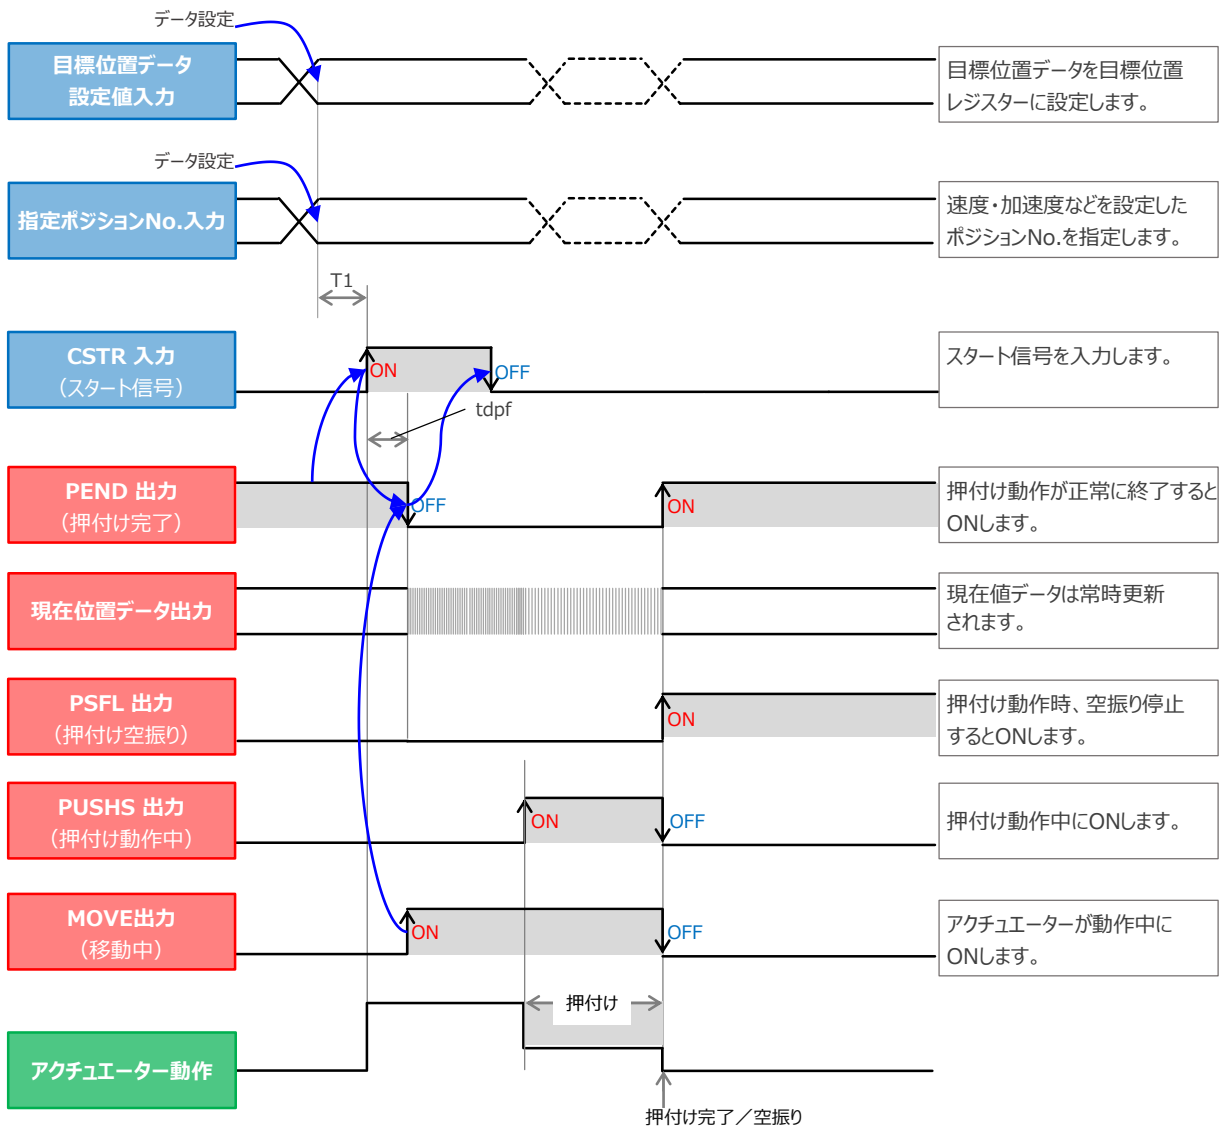 データ設定
目標位置データ
設定値入力
目標位置データを目標位置
レジスターに設定します。
データ設定
指定ポジションNo.入力
速度・加速度などを設定した
ポジションNo.を指定します。
T1
CSTR 入力
（スタート信号）
ON
OFF
スタート信号を入力します。
tdpf
PEND 出力
（押付け完了）
OFF
ON
押付け動作が正常に終了すると
ONします。
現在位置データ出力
現在値データは常時更新
されます。
PSFL 出力
（押付け空振り）
ON
押付け動作時、空振り停止
するとONします。
PUSHS 出力
（押付け動作中）
ON
OFF
押付け動作中にONします。
MOVE出力
（移動中）
ON
OFF
アクチュエーターが動作中に
ONします。
押付け
アクチュエーター動作
押付け完了／空振り